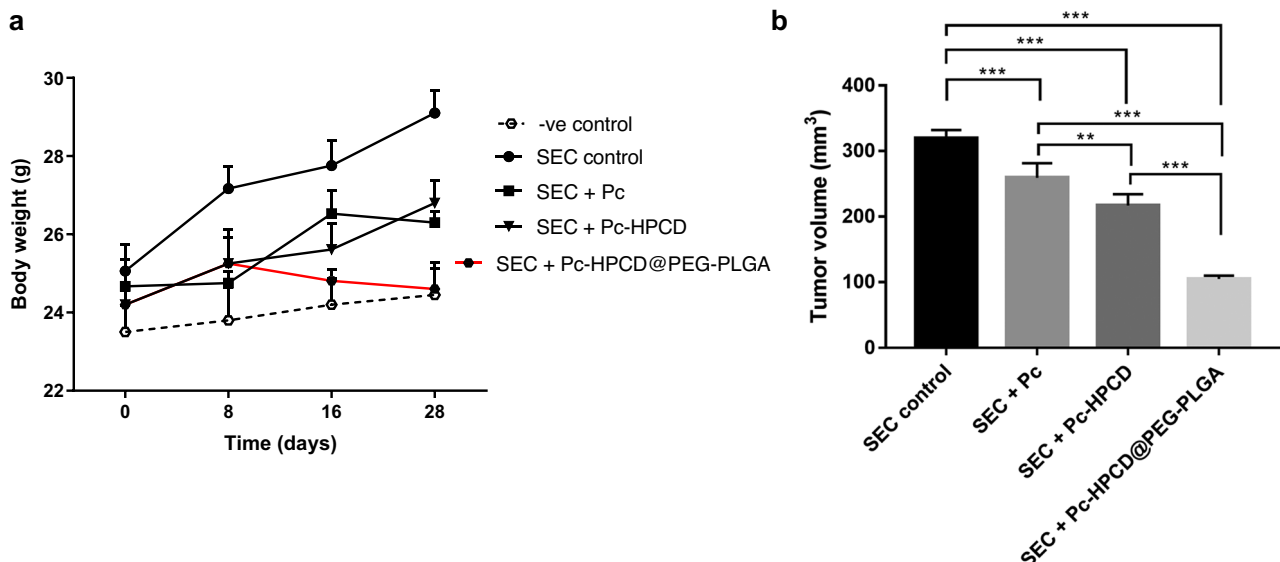 a
Body weight (g)
30
28
26
24
22
0 8 16 28
Time (days)
-ve control
SEC control
SEC + Pc
SEC + Pc-HPCD
SEC + Pc-HPCD@PEG-PLGA
b
***
***
***
***
**
***
Tumor volume (mm³)
400
300
200
100
0
SEC control
SEC + Pc
SEC + Pc-HPCD
SEC + Pc-HPCD@PEG-PLGA